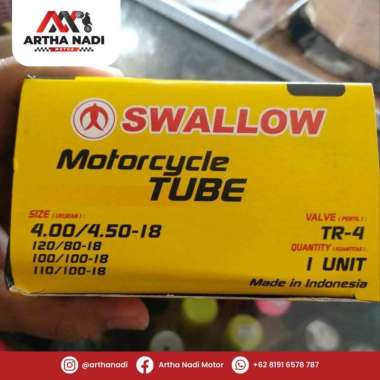 ARTHA NADI
MOTOR
SWALLOW
Motorcycle
TUBE
SIZE (UKURAN):
4.00/4.50-18
120/80-18
100/100-18
110/100-18
VALVE (PENTIL):
TR-4
QUANTITY (KUANTITAS):
1 UNIT
Made in Indonesia
@arthanadi
Artha Nadi Motor
+62 8191 6578 787